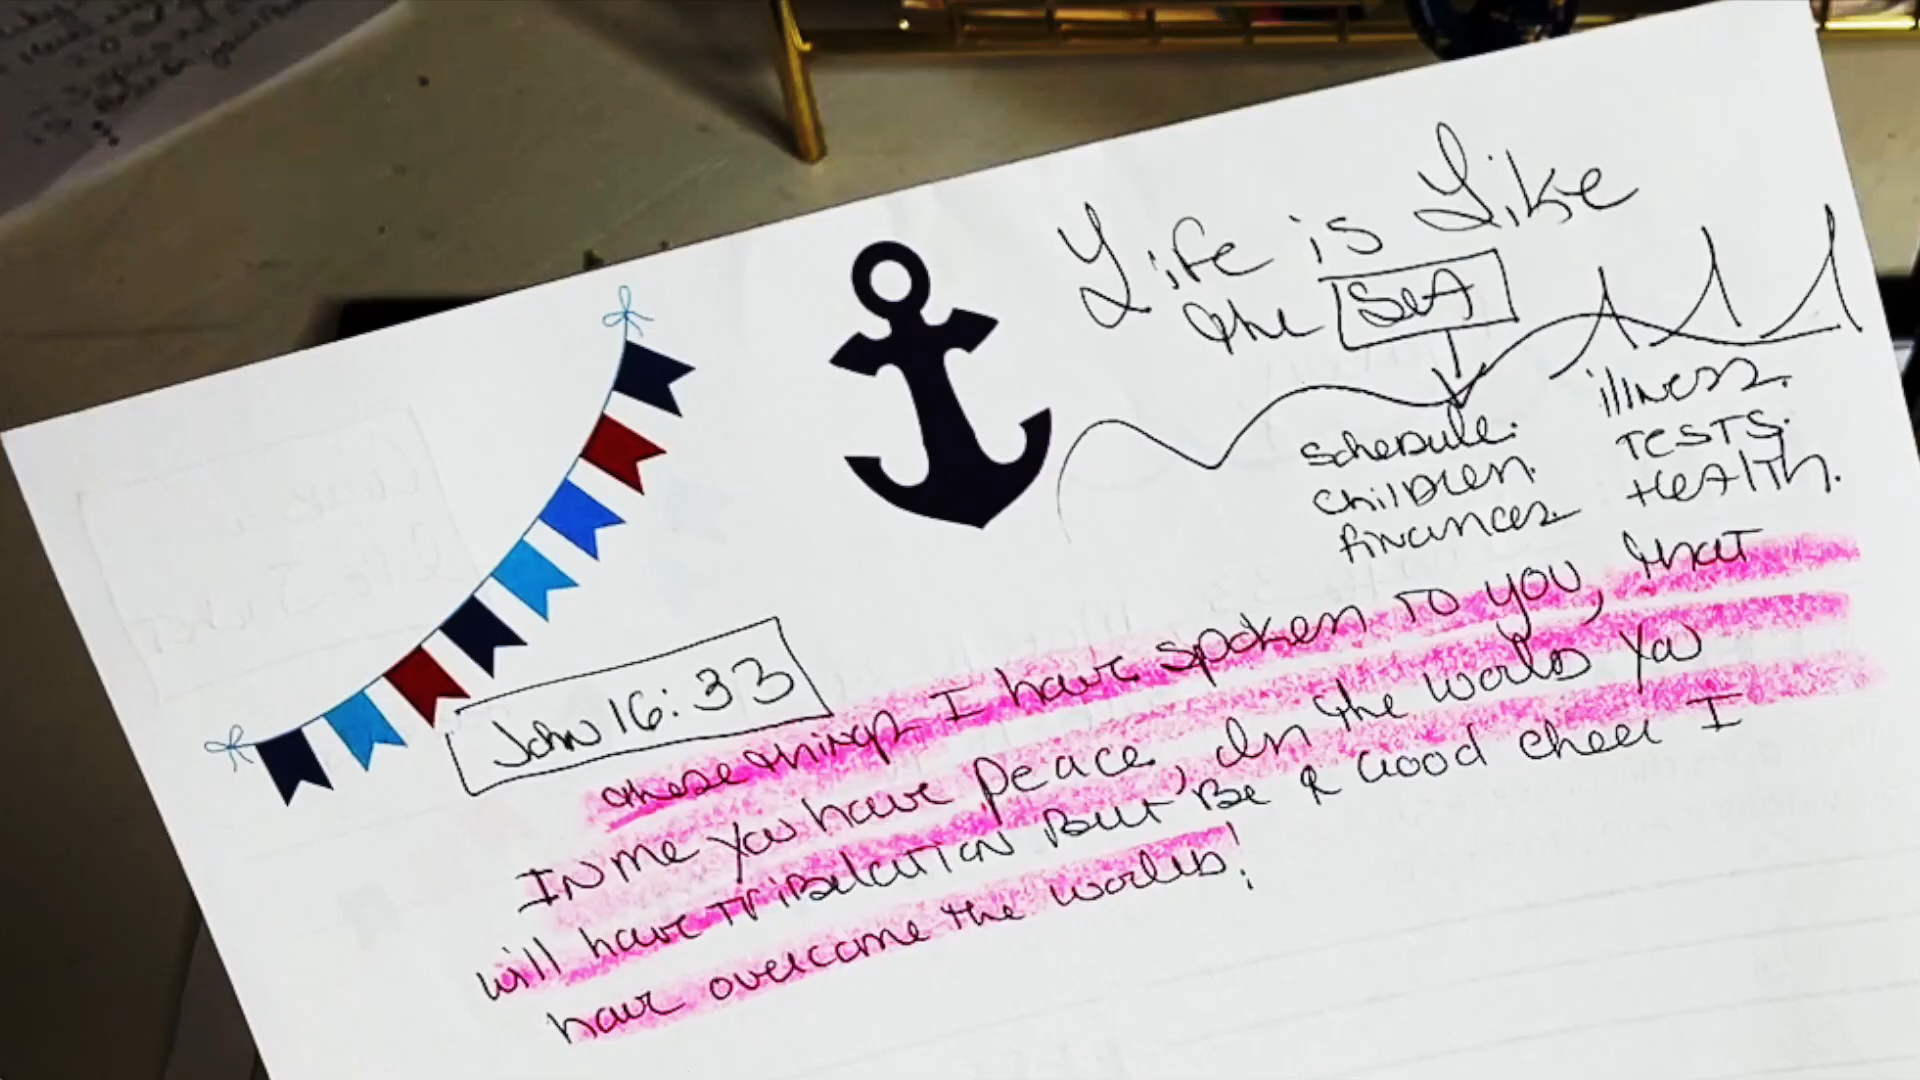 Life is Like
the SEA
schedule.
children.
finances.
illness.
TESTS.
Health.
John 16:33
these things I have spoken to you, that
In me you have peace, In the world you
will have tribulation But Be & Good cheer I
have overcome the world!